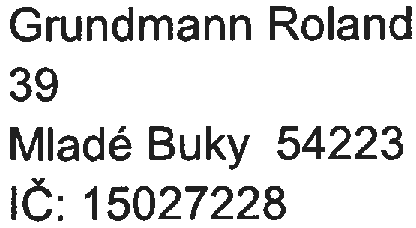 Grundmann Roland
39
Mladé Buky  54223
IČ: 15027228